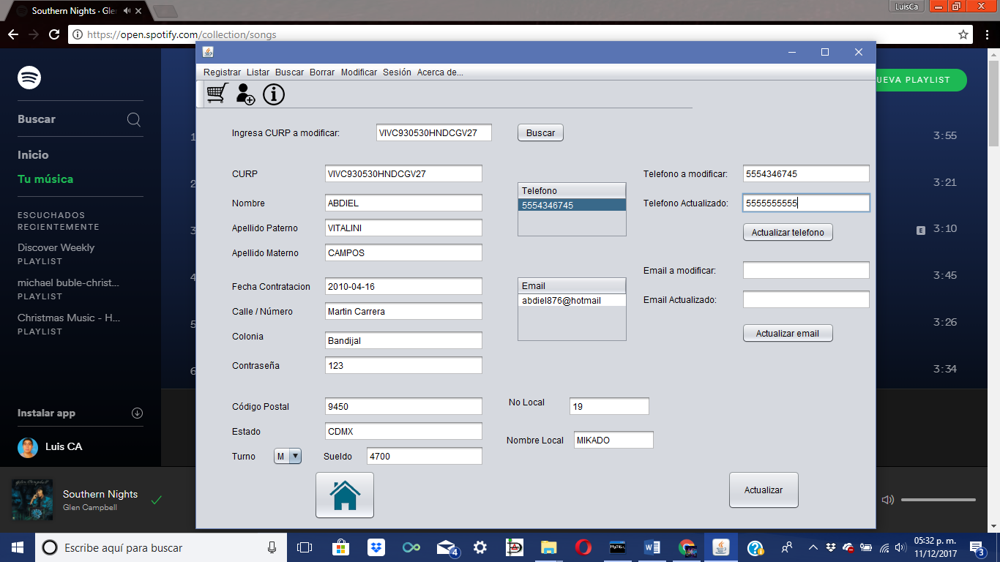 Southern Nights · Gle
LuisCa
https://open.spotify.com/collection/songs
Buscar
Inicio
Tu música
ESCUCHADOS
RECIENTEMENTE
Discover Weekly
PLAYLIST
michael buble-christ...
PLAYLIST
Christmas Music - H...
PLAYLIST
Instalar app
Luis CA
Southern Nights
Glen Campbell
1
2
3
4
5
6
UEVA PLAYLIST
3:55
3:21
E 3:10
3:45
3:26
3:34
Registrar Listar Buscar Borrar Modificar Sesión Acerca de...
Ingresa CURP a modificar: VIVC930530HNDCGV27 Buscar
CURP VIVC930530HNDCGV27
Nombre ABDIEL
Apellido Paterno VITALINI
Apellido Materno CAMPOS
Fecha Contratacion 2010-04-16
Calle / Número Martin Carrera
Colonia Bandijal
Contraseña 123
Código Postal 9450
Estado CDMX
Turno M Sueldo 4700
Telefono
5554346745
Email
abdiel876@hotmail
No Local 19
Nombre Local MIKADO
Telefono a modificar: 5554346745
Telefono Actualizado: 5555555555
Actualizar telefono
Email a modificar:
Email Actualizado:
Actualizar email
Actualizar
Escribe aquí para buscar
4
MySQL
05:32 p. m.
11/12/2017
3